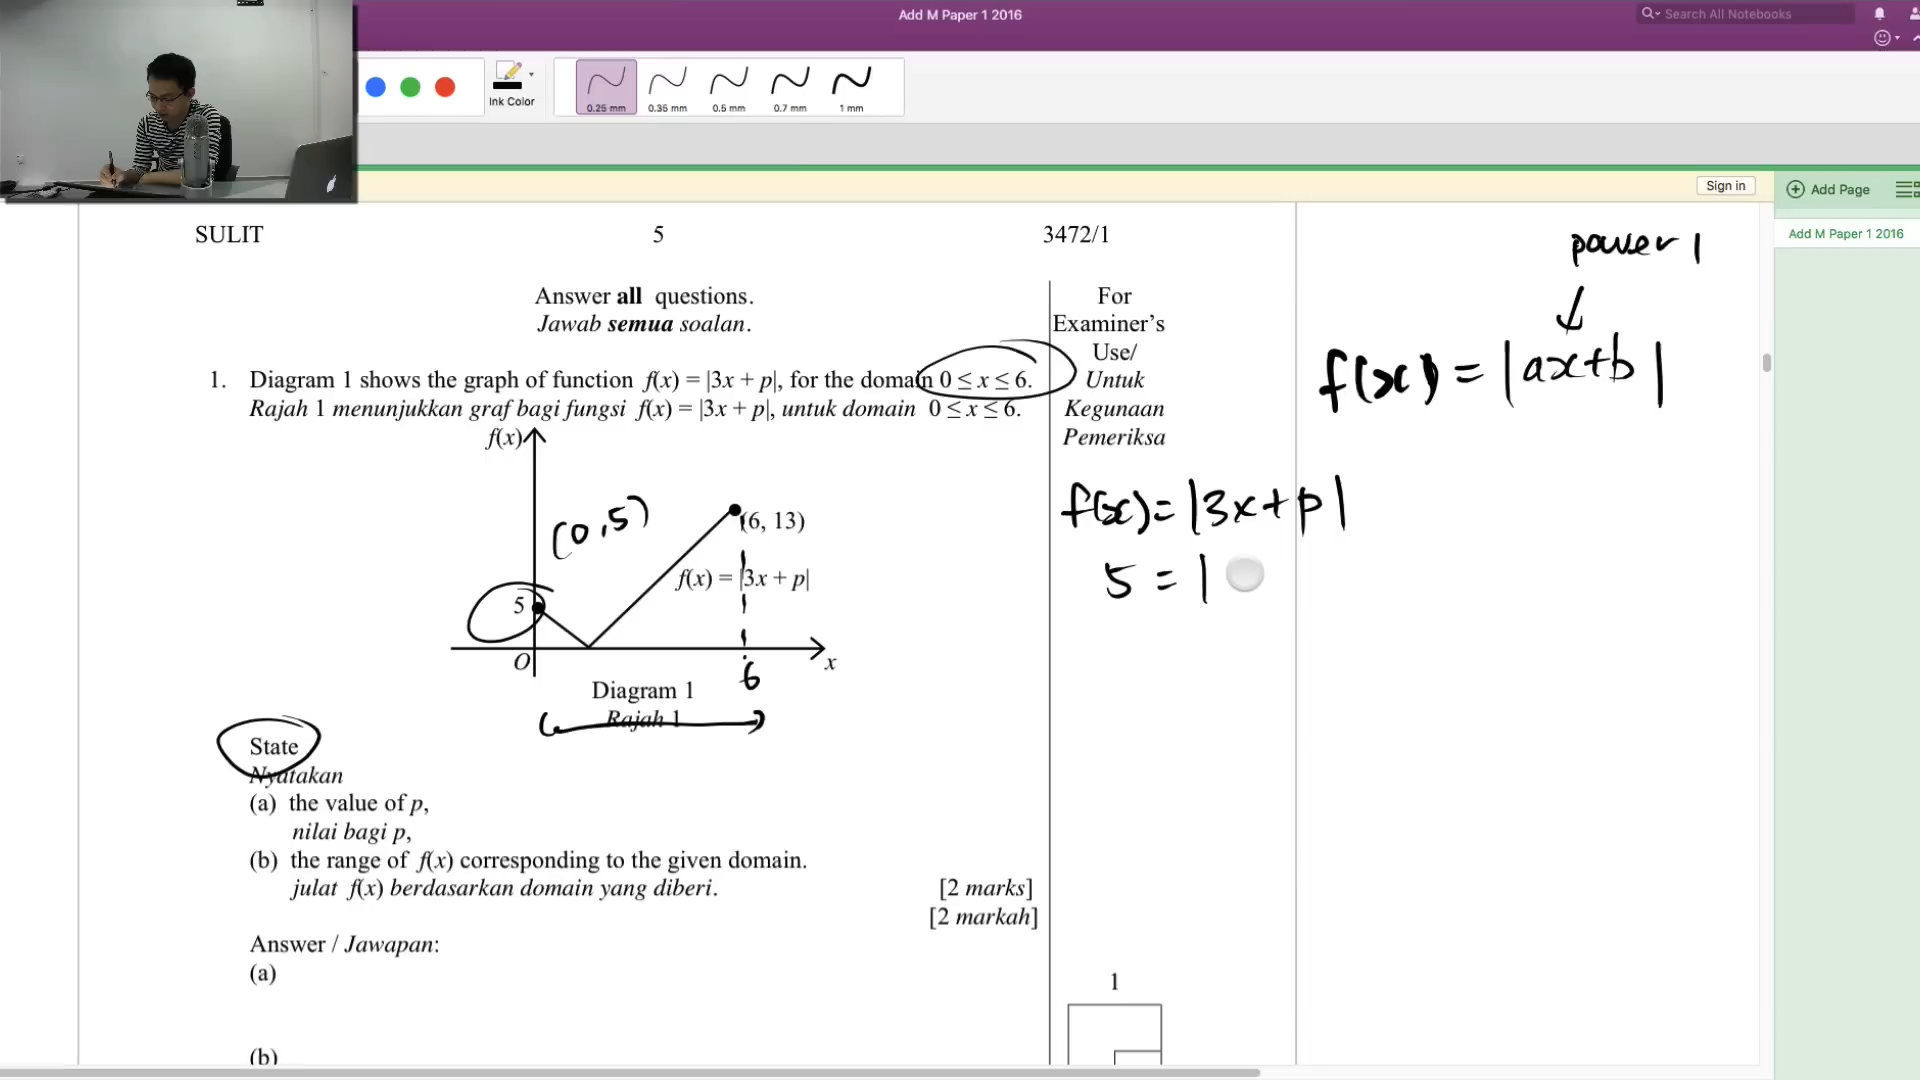 Add M Paper 1 2016
Search All Notebooks
Ink Color
0.25 mm 0.35 mm 0.5 mm 0.7 mm 1 mm
Sign in
Add Page
Add M Paper 1 2016
SULIT 5 3472/1
Answer all questions.
Jawab semua soalan.
For
Examiner's
Use/
Untuk
Kegunaan
Pemeriksa
1. Diagram 1 shows the graph of function f(x) = |3x + p|, for the domain 0 ≤ x ≤ 6.
Rajah 1 menunjukkan graf bagi fungsi f(x) = |3x + p|, untuk domain 0 ≤ x ≤ 6.
f(x)
(0,5)
(6, 13)
f(x) = |3x + p|
5
O
x
6
Diagram 1
Rajah 1
State
Nyatakan
(a) the value of p,
nilai bagi p,
(b) the range of f(x) corresponding to the given domain.
julat f(x) berdasarkan domain yang diberi.
[2 marks]
[2 markah]
Answer / Jawapan:
(a)
(b)
1
power 1
f(x) = |ax+b|
f(x) = |3x+p|
5 = |